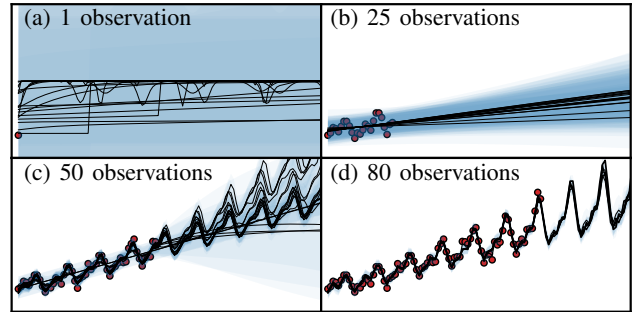 (a) 1 observation
(b) 25 observations
(c) 50 observations
(d) 80 observations